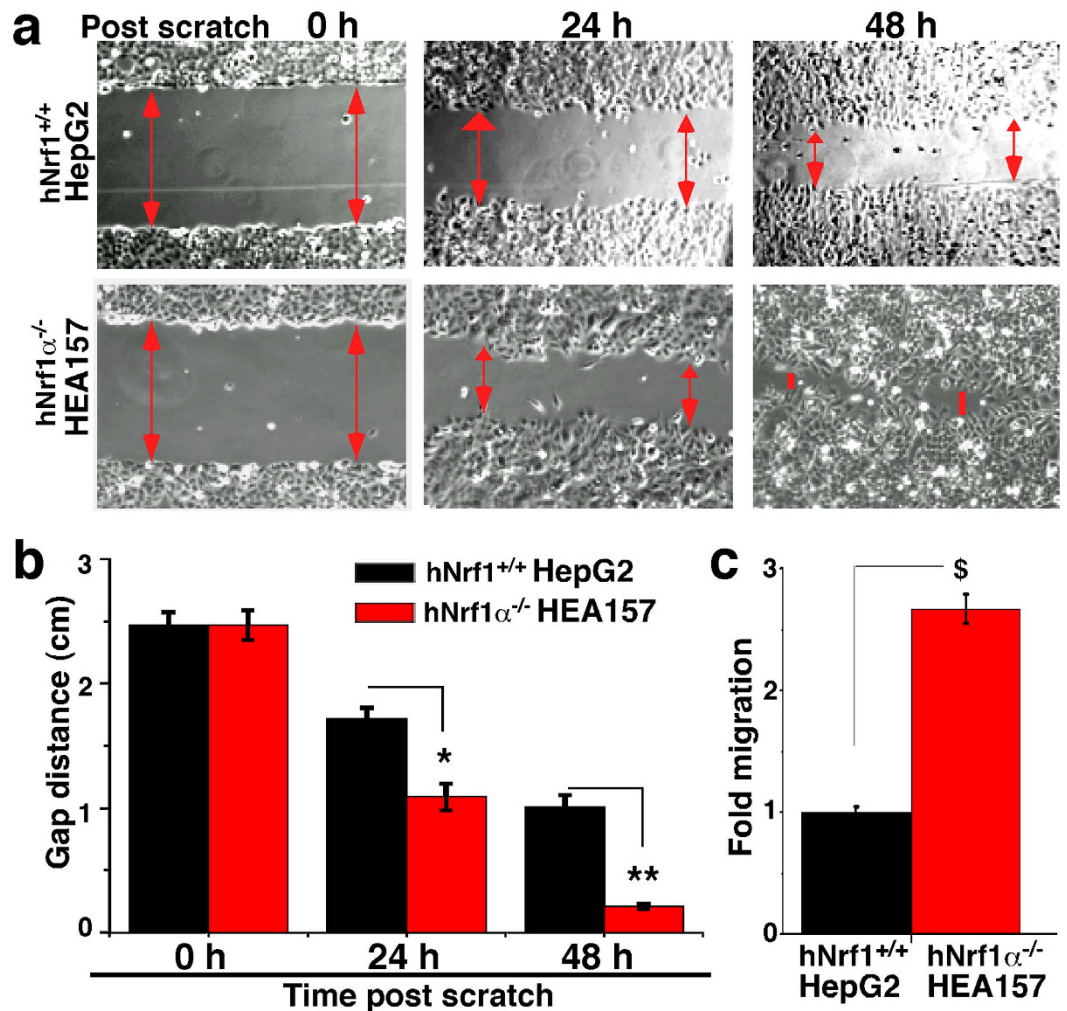 a Post scratch 0 h 24 h 48 h
hNrf1+/+
HepG2
hNrf1α-/-
HEA157
b
3
2
1
0
Gap distance (cm)
hNrf1+/+ HepG2
hNrf1α-/- HEA157
*
**
0 h 24 h 48 h
Time post scratch
c
3
2
1
0
Fold migration
$
hNrf1+/+ hNrf1α-/-
HepG2 HEA157